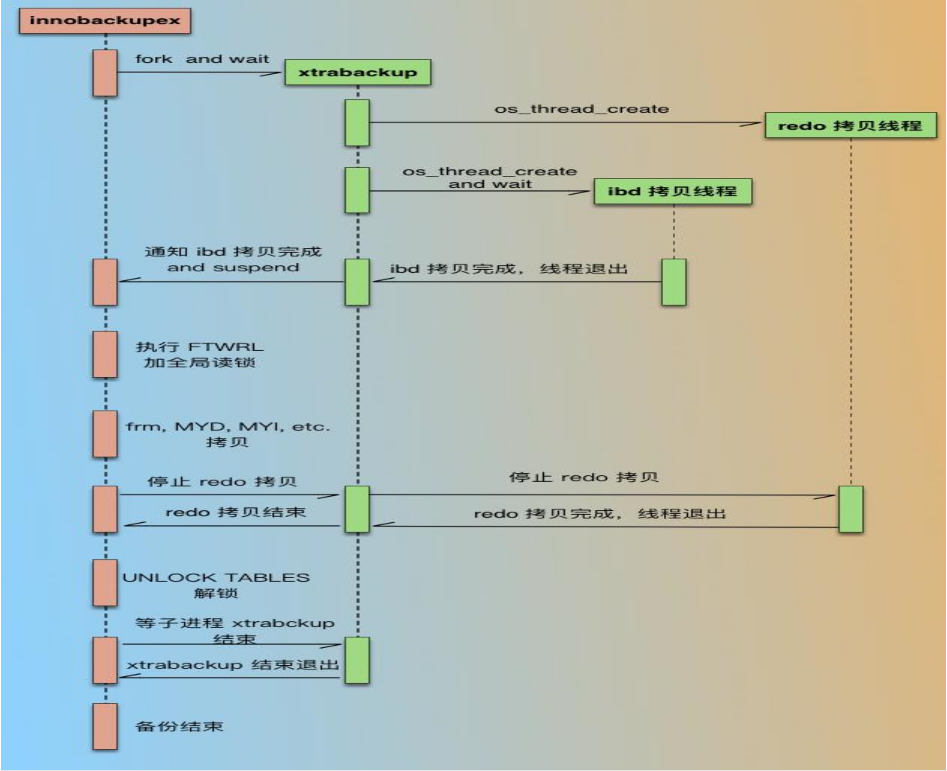 innobackupex
fork and wait
xtrabackup
os_thread_create
redo 拷贝线程
os_thread_create
and wait
ibd 拷贝线程
通知 ibd 拷贝完成
and suspend
ibd 拷贝完成，线程退出
执行 FTWRL
加全局读锁
frm, MYD, MYI, etc.
拷贝
停止 redo 拷贝
停止 redo 拷贝
redo 拷贝结束
redo 拷贝完成，线程退出
UNLOCK TABLES
解锁
等子进程 xtrabckup
结束
xtrabackup 结束退出
备份结束